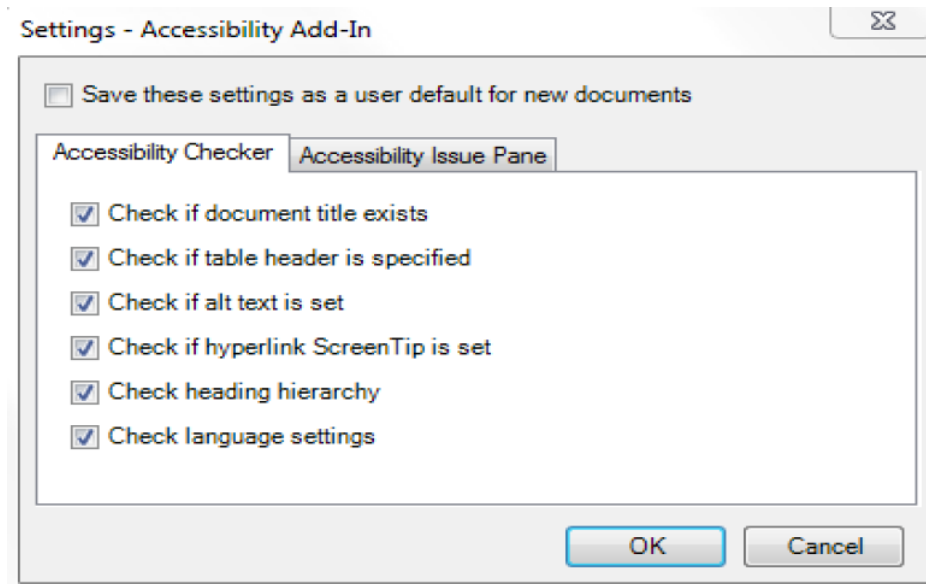 Settings - Accessibility Add-In
Save these settings as a user default for new documents
Accessibility Checker Accessibility Issue Pane
Check if document title exists
Check if table header is specified
Check if alt text is set
Check if hyperlink ScreenTip is set
Check heading hierarchy
Check language settings
OK Cancel